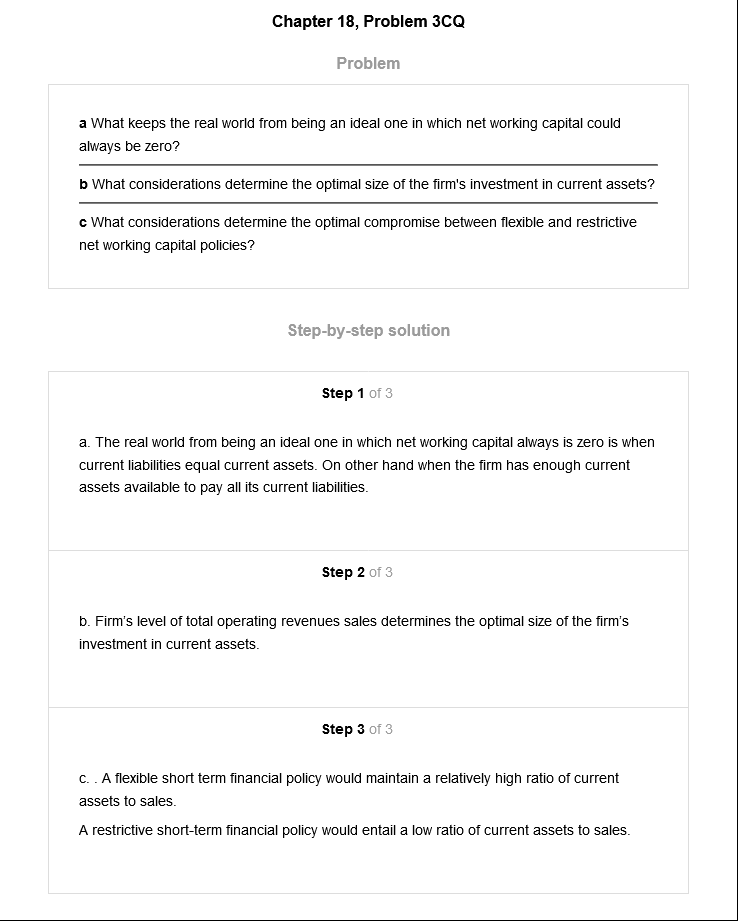 Chapter 18, Problem 3CQ
Problem
a What keeps the real world from being an ideal one in which net working capital could
always be zero?
b What considerations determine the optimal size of the firm's investment in current assets?
c What considerations determine the optimal compromise between flexible and restrictive
net working capital policies?
Step-by-step solution
Step 1 of 3
a. The real world from being an ideal one in which net working capital always is zero is when
current liabilities equal current assets. On other hand when the firm has enough current
assets available to pay all its current liabilities.
Step 2 of 3
b. Firm’s level of total operating revenues sales determines the optimal size of the firm’s
investment in current assets.
Step 3 of 3
c. . A flexible short term financial policy would maintain a relatively high ratio of current
assets to sales.
A restrictive short-term financial policy would entail a low ratio of current assets to sales.